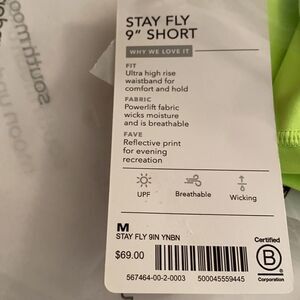 STAY FLY
9" SHORT
WHY WE LOVE IT
FIT
Ultra high rise
waistband for
comfort and hold
FABRIC
Powerlift fabric
wicks moisture
and is breathable
FAVE
Reflective print
for evening
recreation
UPF Breathable Wicking
M
STAY FLY 9IN YNBN
$69.00
567464-00-2-0003 500045559445
Certified
B
Corporation